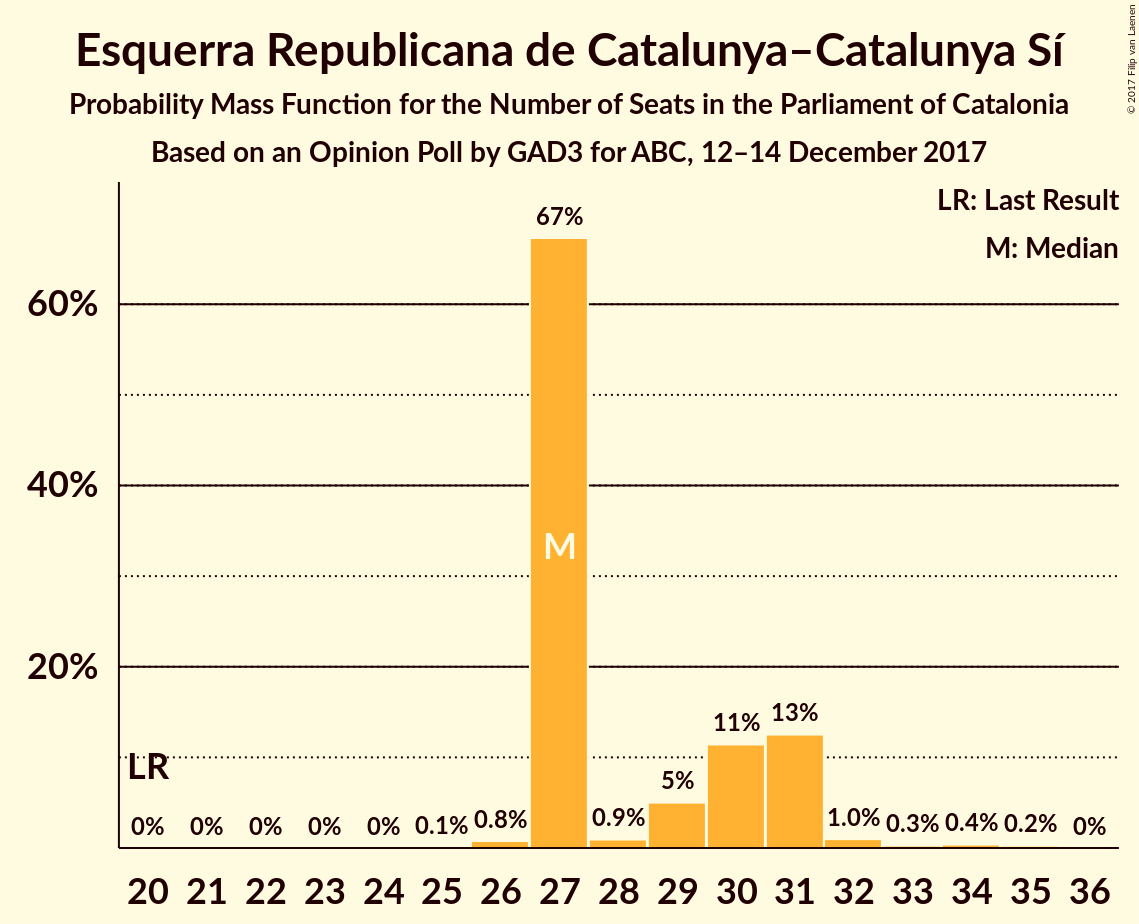 Esquerra Republicana de Catalunya–Catalunya Sí
Probability Mass Function for the Number of Seats in the Parliament of Catalonia
Based on an Opinion Poll by GAD3 for ABC, 12–14 December 2017
© 2017 Filip van Laenen
LR: Last Result
M: Median
67%
60%
40%
M
20%
LR
0% 0% 0% 0% 0% 0.1% 0.8% 0.9% 5% 11% 13% 1.0% 0.3% 0.4% 0.2% 0%
20 21 22 23 24 25 26 27 28 29 30 31 32 33 34 35 36